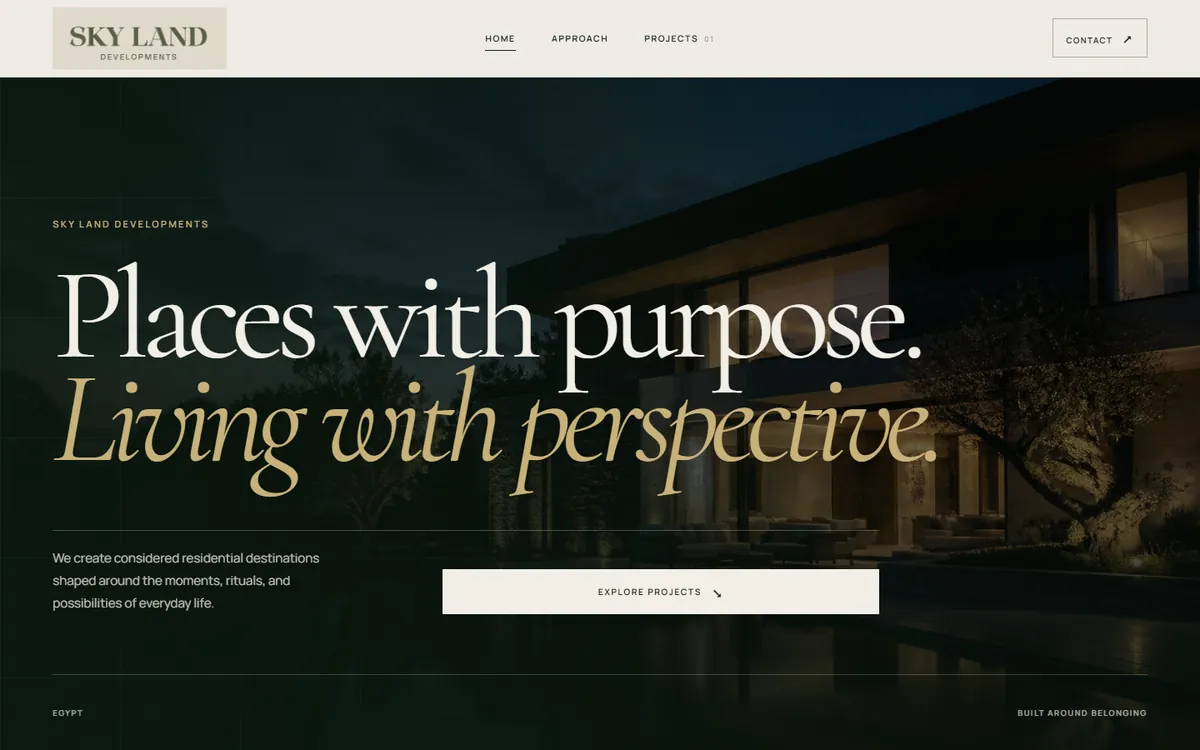 SKY LAND
DEVELOPMENTS
HOME
APPROACH
PROJECTS 01
CONTACT ↗
SKY LAND DEVELOPMENTS
Places with purpose.
Living with perspective.
We create considered residential destinations
shaped around the moments, rituals, and
possibilities of everyday life.
EXPLORE PROJECTS ↘
EGYPT
BUILT AROUND BELONGING